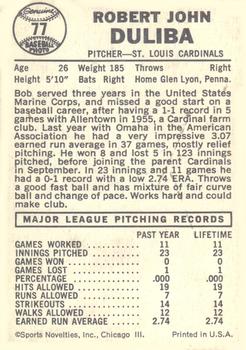 Genuine
77
BASEBALL
PHOTO
ROBERT JOHN
DULIBA
PITCHER—ST. LOUIS CARDINALS
Age 26 Weight 185 Throws Right
Height 5'10" Bats Right Home Glen Lyon, Penna.
Bob served three years in the United States
Marine Corps, and missed a good start on a
baseball career, after having a 1-1 record in 5
games with Allentown in 1955, a Cardinal farm
club. Last year with Omaha in the American
Association he had a very impressive 3.07
earned run average in 37 games, mostly relief
pitching. He won 8 and lost 5 in 123 innings
pitched, before joining the parent Cardinals
in September. In 23 innings and 11 games he
had a 0-1 record with a low 2.74 ERA. Throws
a good fast ball and has mixture of fair curve
ball and change of pace. Works hard and could
make club.
MAJOR LEAGUE PITCHING RECORDS
PAST YEAR LIFETIME
GAMES WORKED 11 11
INNINGS PITCHED 23 23
GAMES WON 0 0
GAMES LOST 1 1
PERCENTAGE .000 .000
HITS ALLOWED 19 19
RUNS ALLOWED 7 7
STRIKEOUTS 14 14
WALKS ALLOWED 12 12
EARNED RUN AVERAGE 2.74 2.74
©Sports Novelties, Inc., Chicago Ill. Printed in U.S.A.